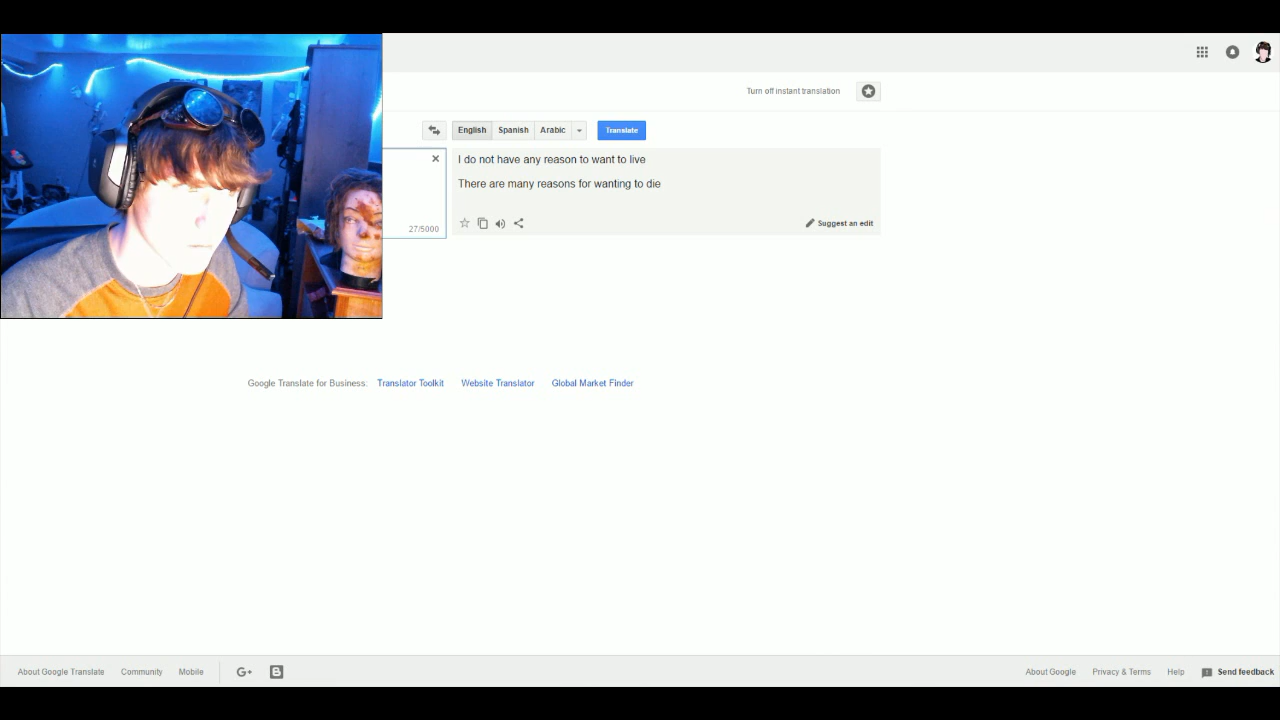 Turn off instant translation
English Spanish Arabic Translate
I do not have any reason to want to live
There are many reasons for wanting to die
27/5000
Suggest an edit
Google Translate for Business: Translator Toolkit Website Translator Global Market Finder
About Google Translate Community Mobile G+ About Google Privacy & Terms Help Send feedback